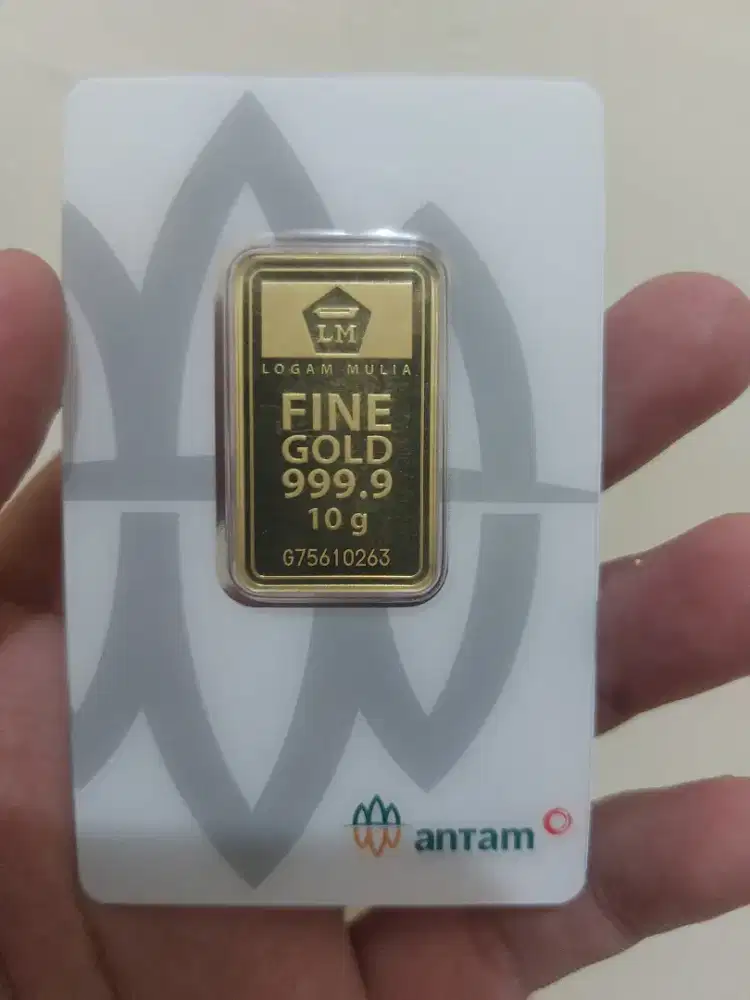 LM
LOGAM MULIA
FINE
GOLD
999.9
10 g
G75610263
antam